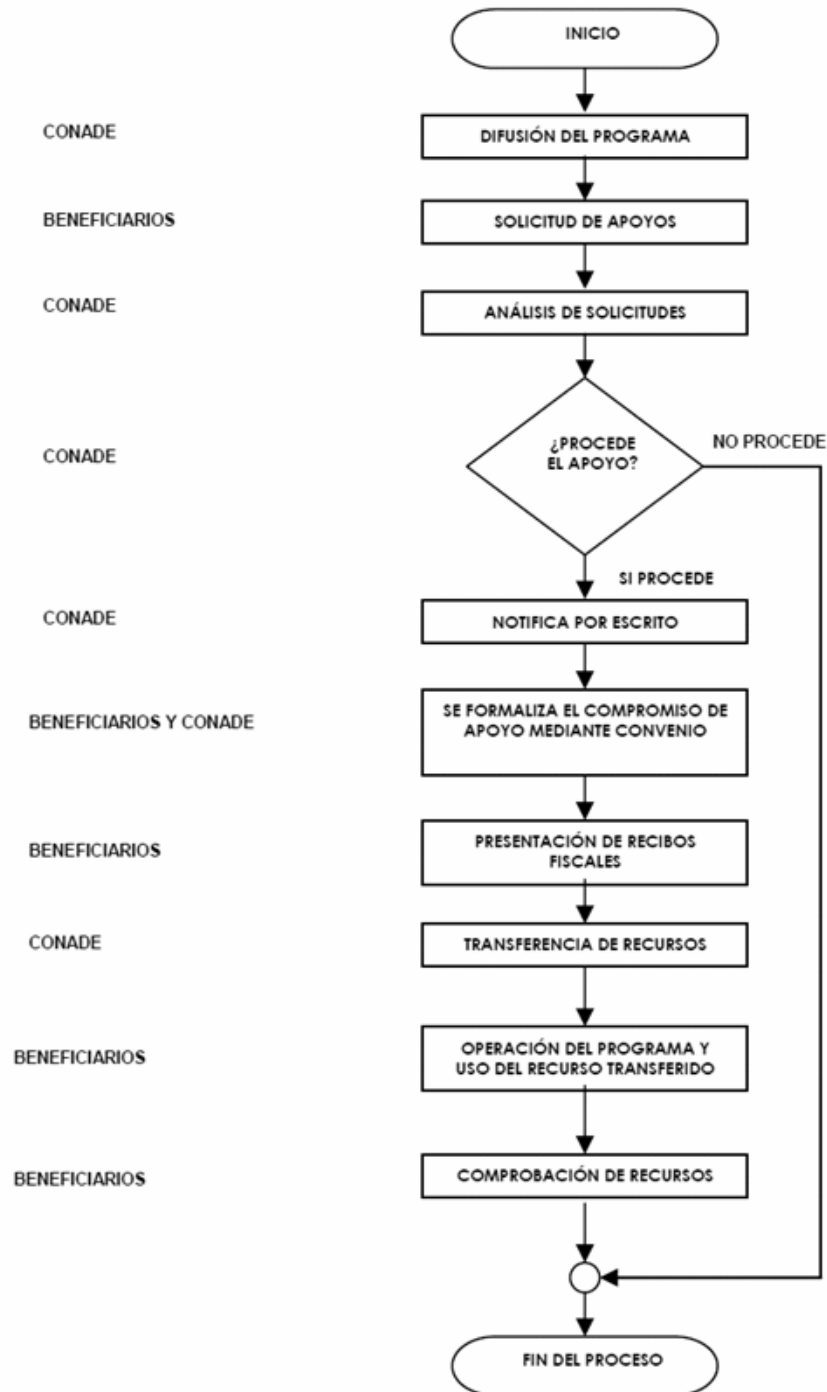 INICIO
CONADE
DIFUSIÓN DEL PROGRAMA
BENEFICIARIOS
SOLICITUD DE APOYOS
CONADE
ANÁLISIS DE SOLICITUDES
CONADE
¿PROCEDE
EL APOYO?
NO PROCEDE
SI PROCEDE
CONADE
NOTIFICA POR ESCRITO
BENEFICIARIOS Y CONADE
SE FORMALIZA EL COMPROMISO DE
APOYO MEDIANTE CONVENIO
BENEFICIARIOS
PRESENTACIÓN DE RECIBOS
FISCALES
CONADE
TRANSFERENCIA DE RECURSOS
BENEFICIARIOS
OPERACIÓN DEL PROGRAMA Y
USO DEL RECURSO TRANSFERIDO
BENEFICIARIOS
COMPROBACIÓN DE RECURSOS
FIN DEL PROCESO